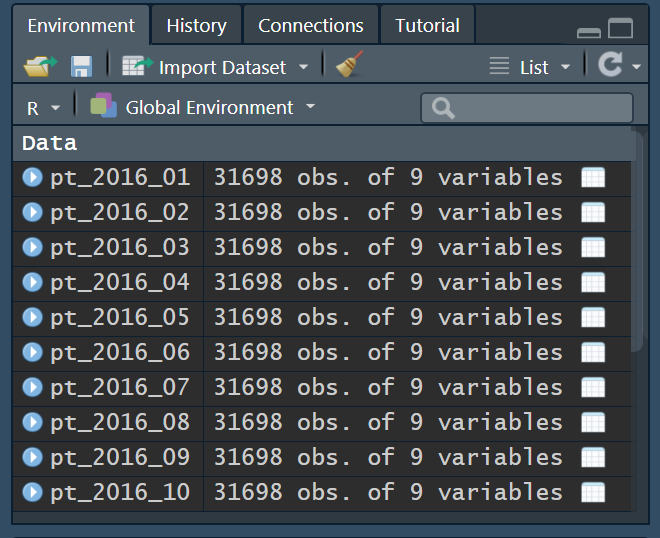 Environment History Connections Tutorial
Import Dataset List
R Global Environment
Data
pt_2016_01 31698 obs. of 9 variables
pt_2016_02 31698 obs. of 9 variables
pt_2016_03 31698 obs. of 9 variables
pt_2016_04 31698 obs. of 9 variables
pt_2016_05 31698 obs. of 9 variables
pt_2016_06 31698 obs. of 9 variables
pt_2016_07 31698 obs. of 9 variables
pt_2016_08 31698 obs. of 9 variables
pt_2016_09 31698 obs. of 9 variables
pt_2016_10 31698 obs. of 9 variables